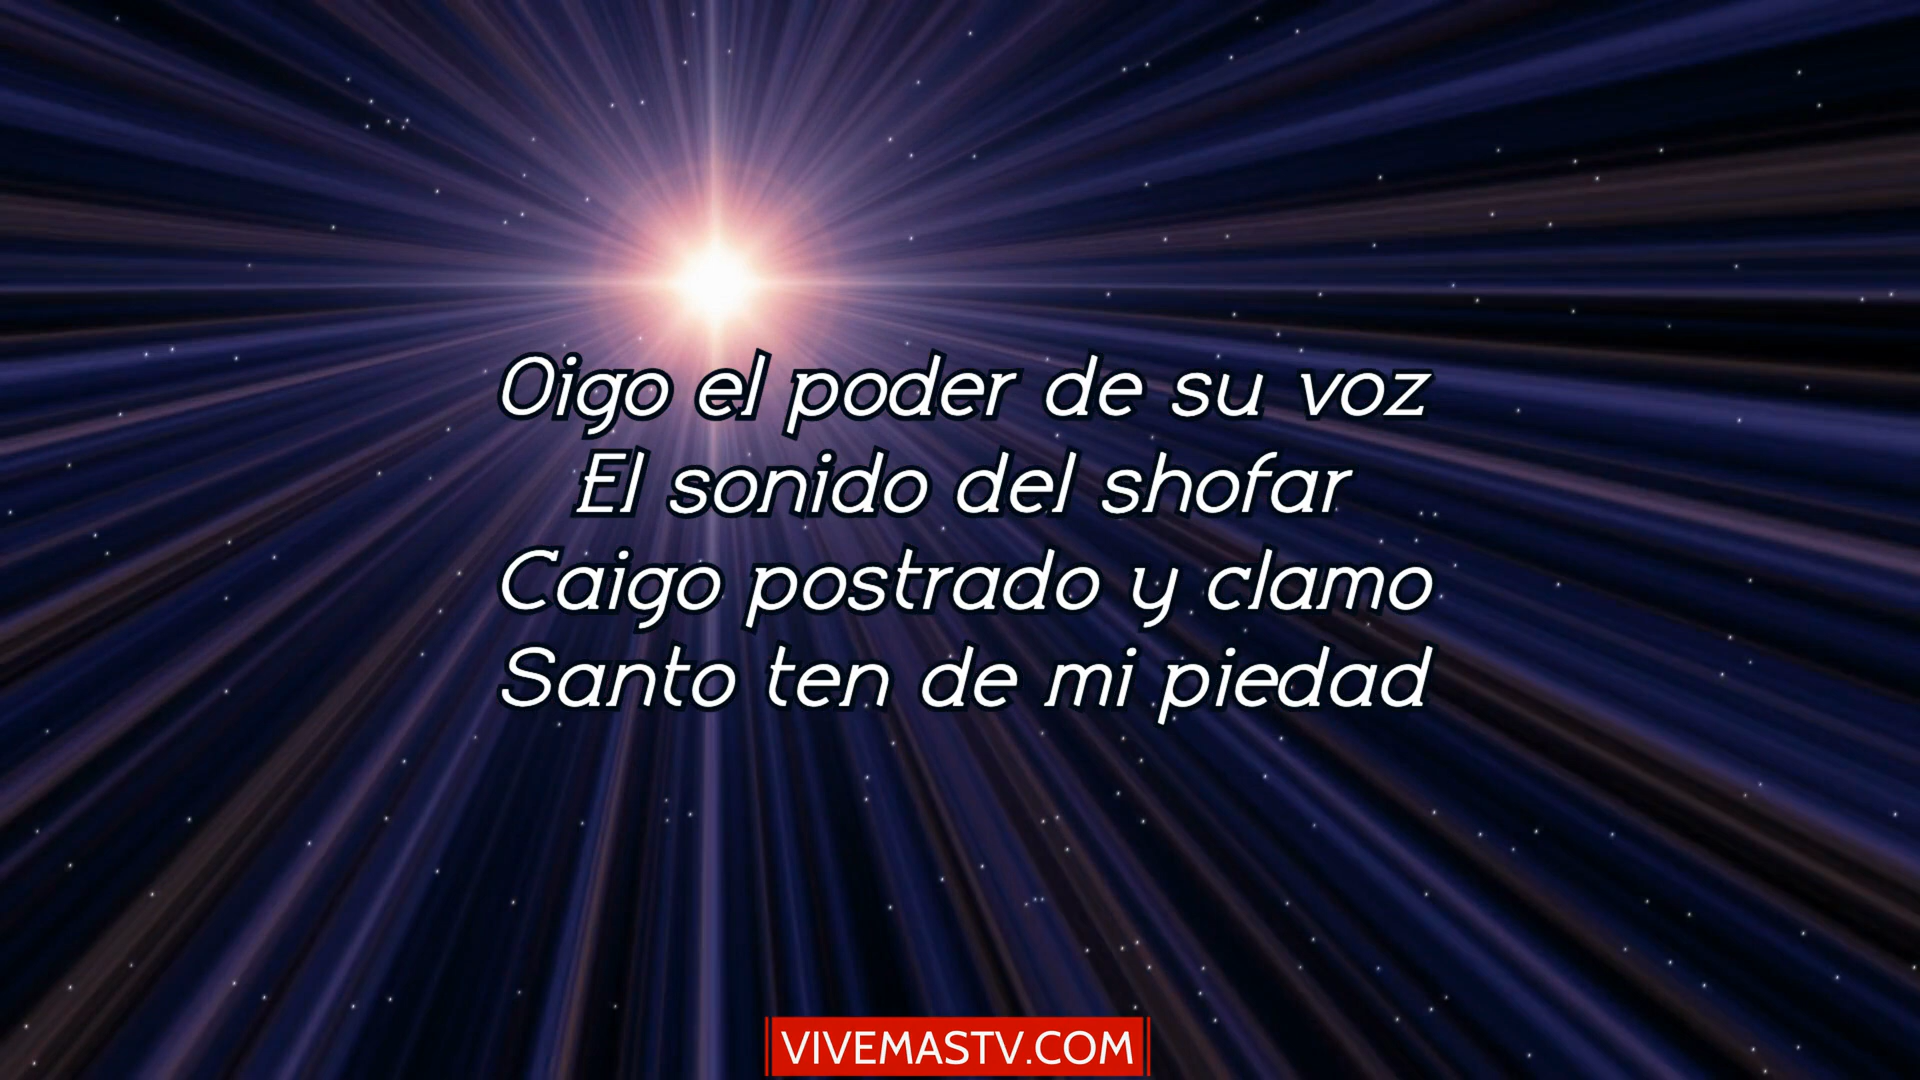 Oigo el poder de su voz
El sonido del shofar
Caigo postrado y clamo
Santo ten de mi piedad
VIVEMASTV.COM